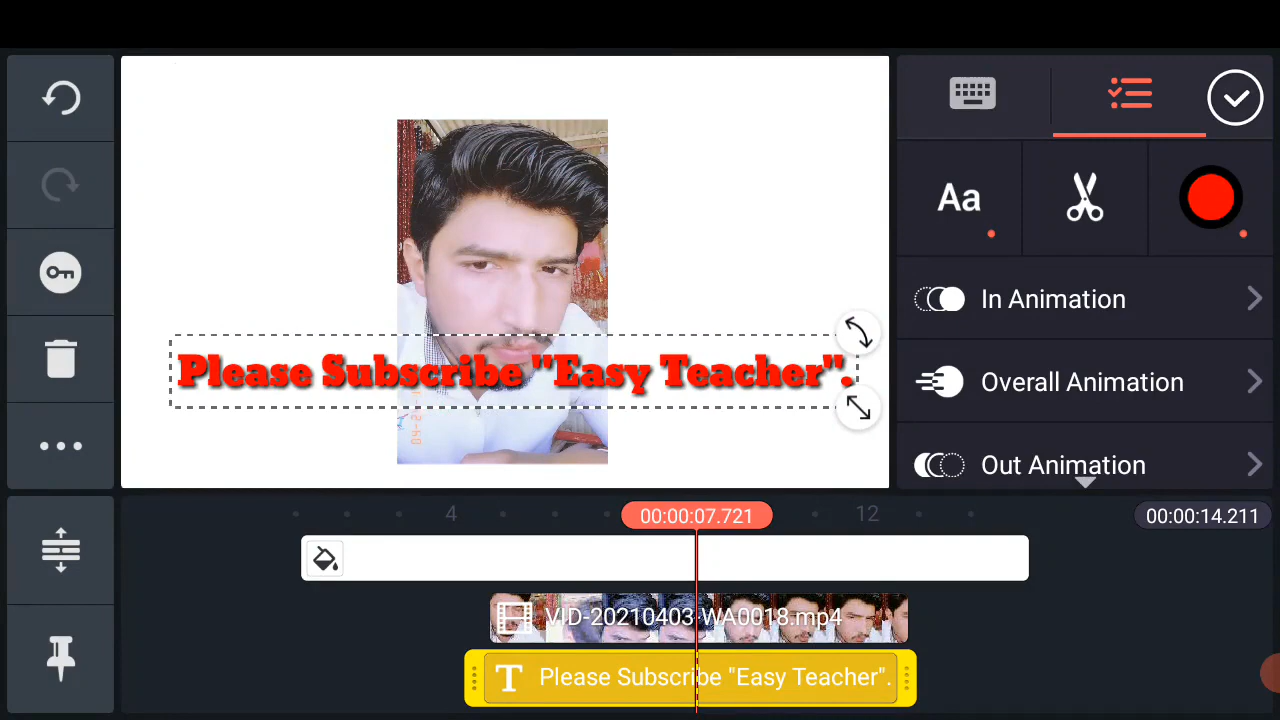 Aa
In Animation
Overall Animation
Out Animation
Please Subscribe "Easy Teacher".
4
00:00:07.721
12
00:00:14.211
VID-20210403-WA0018.mp4
T Please Subscribe "Easy Teacher".